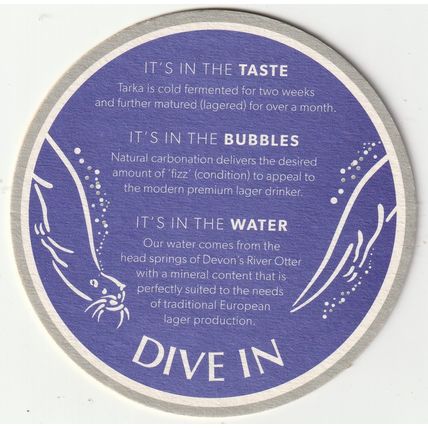 IT'S IN THE TASTE
Tarka is cold fermented for two weeks
and further matured (lagered) for over a month.
IT'S IN THE BUBBLES
Natural carbonation delivers the desired
amount of 'fizz' (condition) to appeal to
the modern premium lager drinker.
IT'S IN THE WATER
Our water comes from the
head springs of Devon's River Otter
with a mineral content that is
perfectly suited to the needs
of traditional European
lager production.
DIVE IN